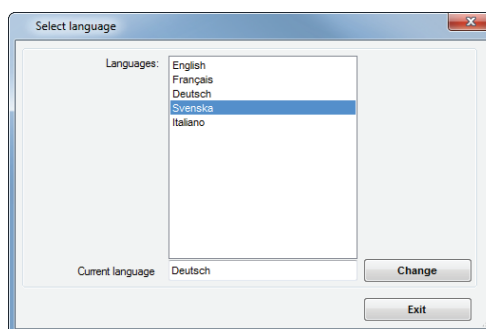 Select language
Languages:
English
Français
Deutsch
Svenska
Italiano
Current language
Deutsch
Change
Exit